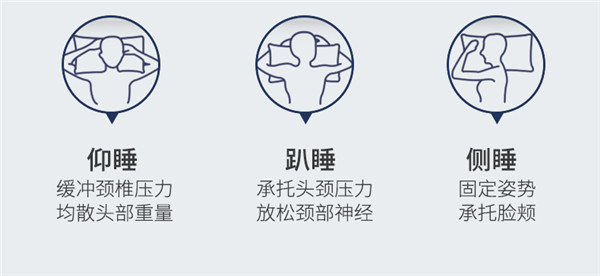 仰睡
缓冲颈椎压力
均散头部重量
趴睡
承托头颈压力
放松颈部神经
侧睡
固定姿势
承托脸颊